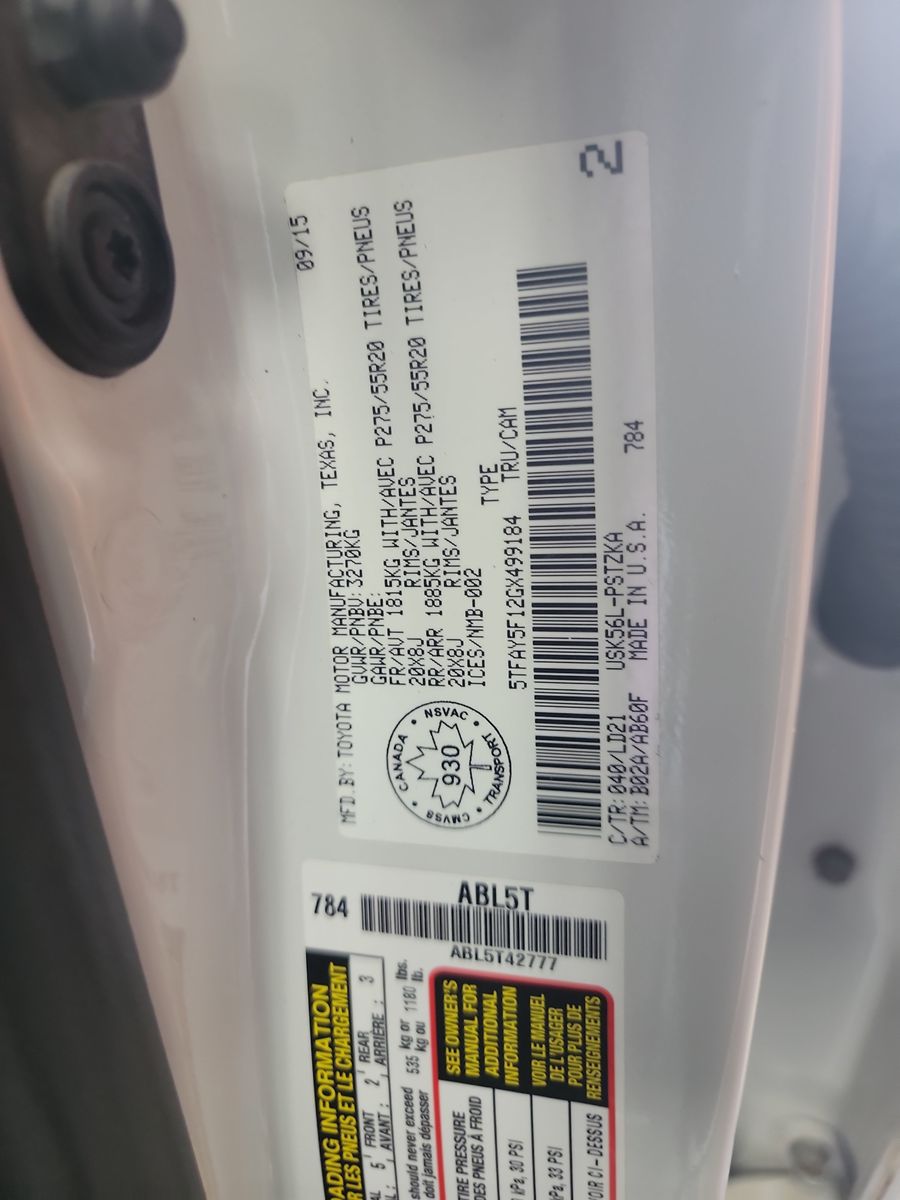 09/15
MFD. BY: TOYOTA MOTOR MANUFACTURING, TEXAS, INC.
GVWR/PNBV: 3270KG
GAWR/PNBE:
FR/AVT 1815KG WITH/AVEC P275/55R20 TIRES/PNEUS
20X8J RIMS/JANTES
RR/ARR 1885KG WITH/AVEC P275/55R20 TIRES/PNEUS
20X8J RIMS/JANTES
ICES/NMB-002 TYPE
5TFAY5F12GX499184 TRU/CAM
CANADA • NSVAC • TRANSPORT • CMVSS •
930
C/TR: 040/LD21 USK56L-PSTZKA 784
A/TM: B02A/AB60F MADE IN U.S.A.
2
784
ABL5T
ABL5T42777
ADING INFORMATION
R LES PNEUS ET LE CHARGEMENT
5 FRONT 2 REAR 3
AVANT : ARRIÈRE :
should never exceed 535 kg or 1180 lbs.
doit jamais dépasser kg ou lb.
TIRE PRESSURE
DES PNEUS À FROID
kPa, 30 PSI
kPa, 33 PSI
VOIR CI-DESSUS
SEE OWNER'S
MANUAL FOR
ADDITIONAL
INFORMATION
VOIR LE MANUEL
DE L'USAGER
POUR PLUS DE
RENSEIGNEMENTS